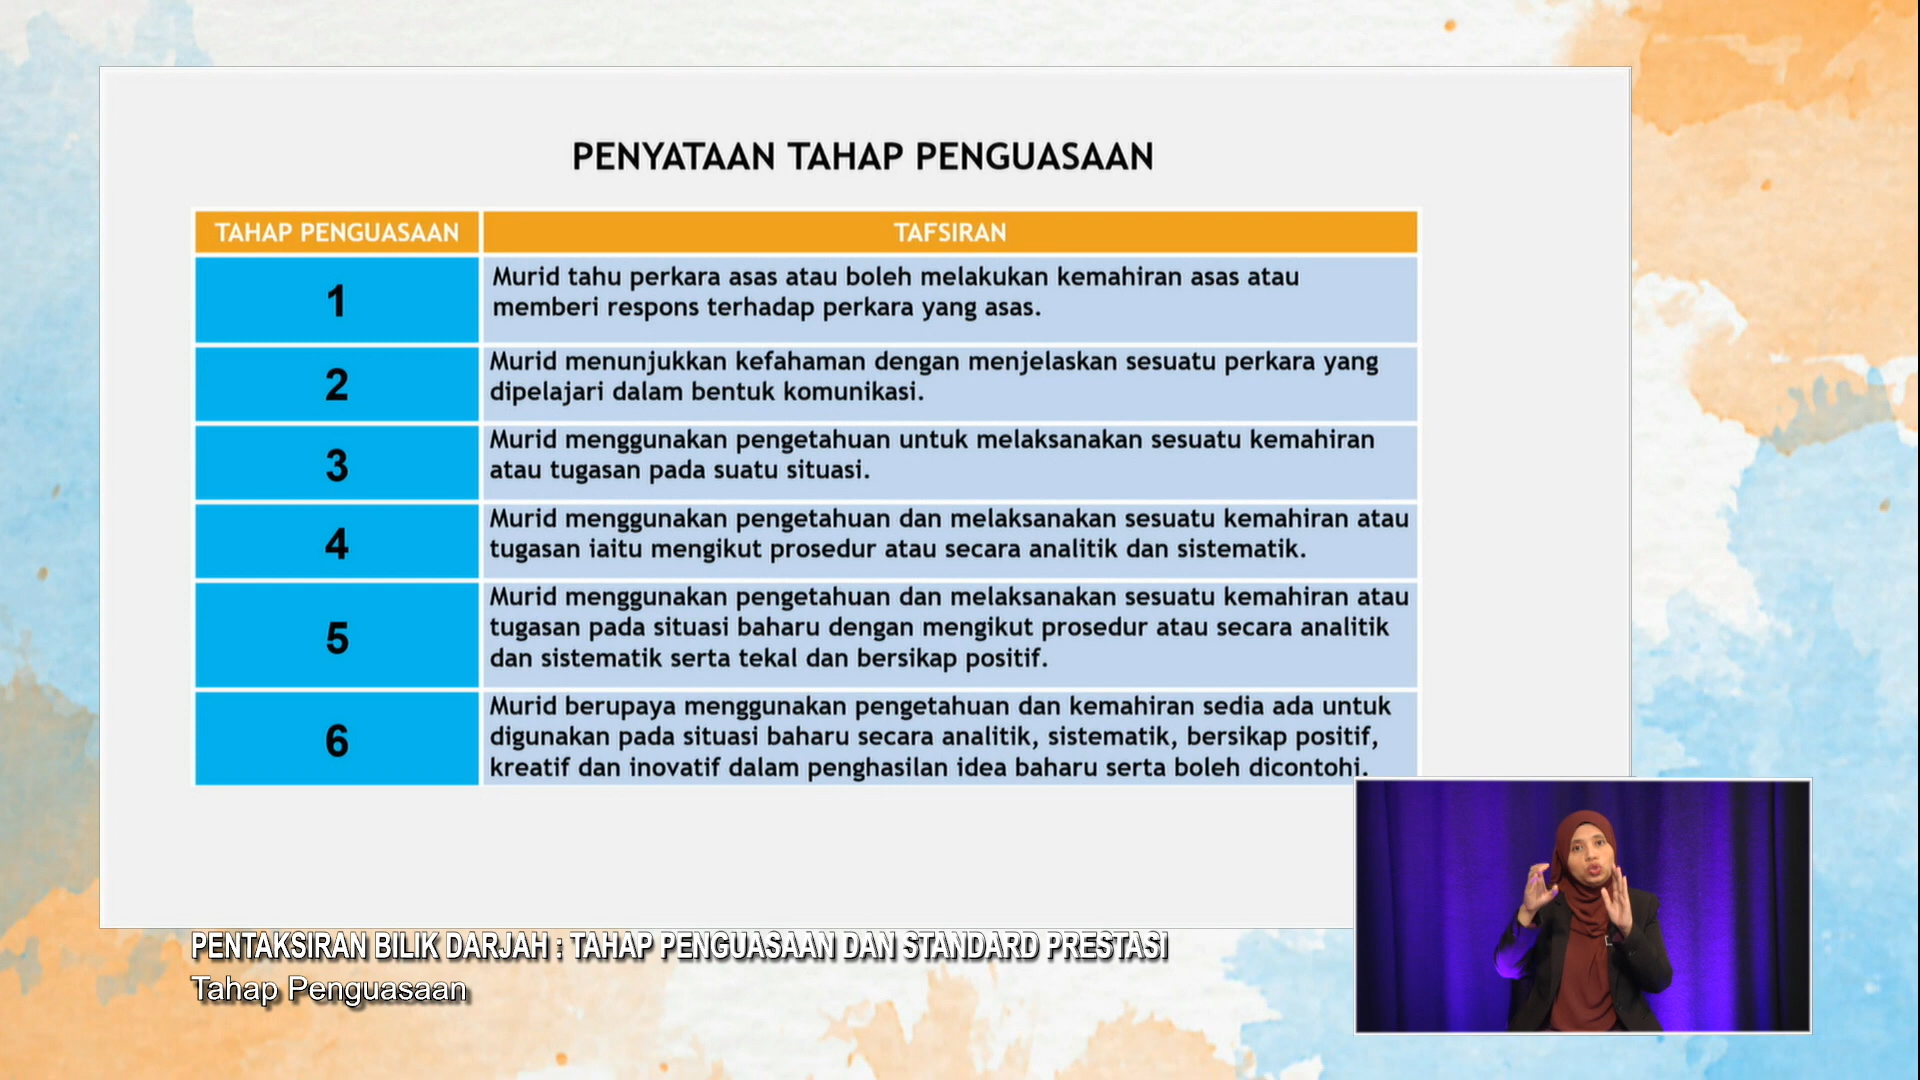 PENYATAAN TAHAP PENGUASAAN
TAHAP PENGUASAAN
TAFSIRAN
1
Murid tahu perkara asas atau boleh melakukan kemahiran asas atau
memberi respons terhadap perkara yang asas.
2
Murid menunjukkan kefahaman dengan menjelaskan sesuatu perkara yang
dipelajari dalam bentuk komunikasi.
3
Murid menggunakan pengetahuan untuk melaksanakan sesuatu kemahiran
atau tugasan pada suatu situasi.
4
Murid menggunakan pengetahuan dan melaksanakan sesuatu kemahiran atau
tugasan iaitu mengikut prosedur atau secara analitik dan sistematik.
5
Murid menggunakan pengetahuan dan melaksanakan sesuatu kemahiran atau
tugasan pada situasi baharu dengan mengikut prosedur atau secara analitik
dan sistematik serta tekal dan bersikap positif.
6
Murid berupaya menggunakan pengetahuan dan kemahiran sedia ada untuk
digunakan pada situasi baharu secara analitik, sistematik, bersikap positif,
kreatif dan inovatif dalam penghasilan idea baharu serta boleh dicontohi.
PENTAKSIRAN BILIK DARJAH : TAHAP PENGUASAAN DAN STANDARD PRESTASI
Tahap Penguasaan